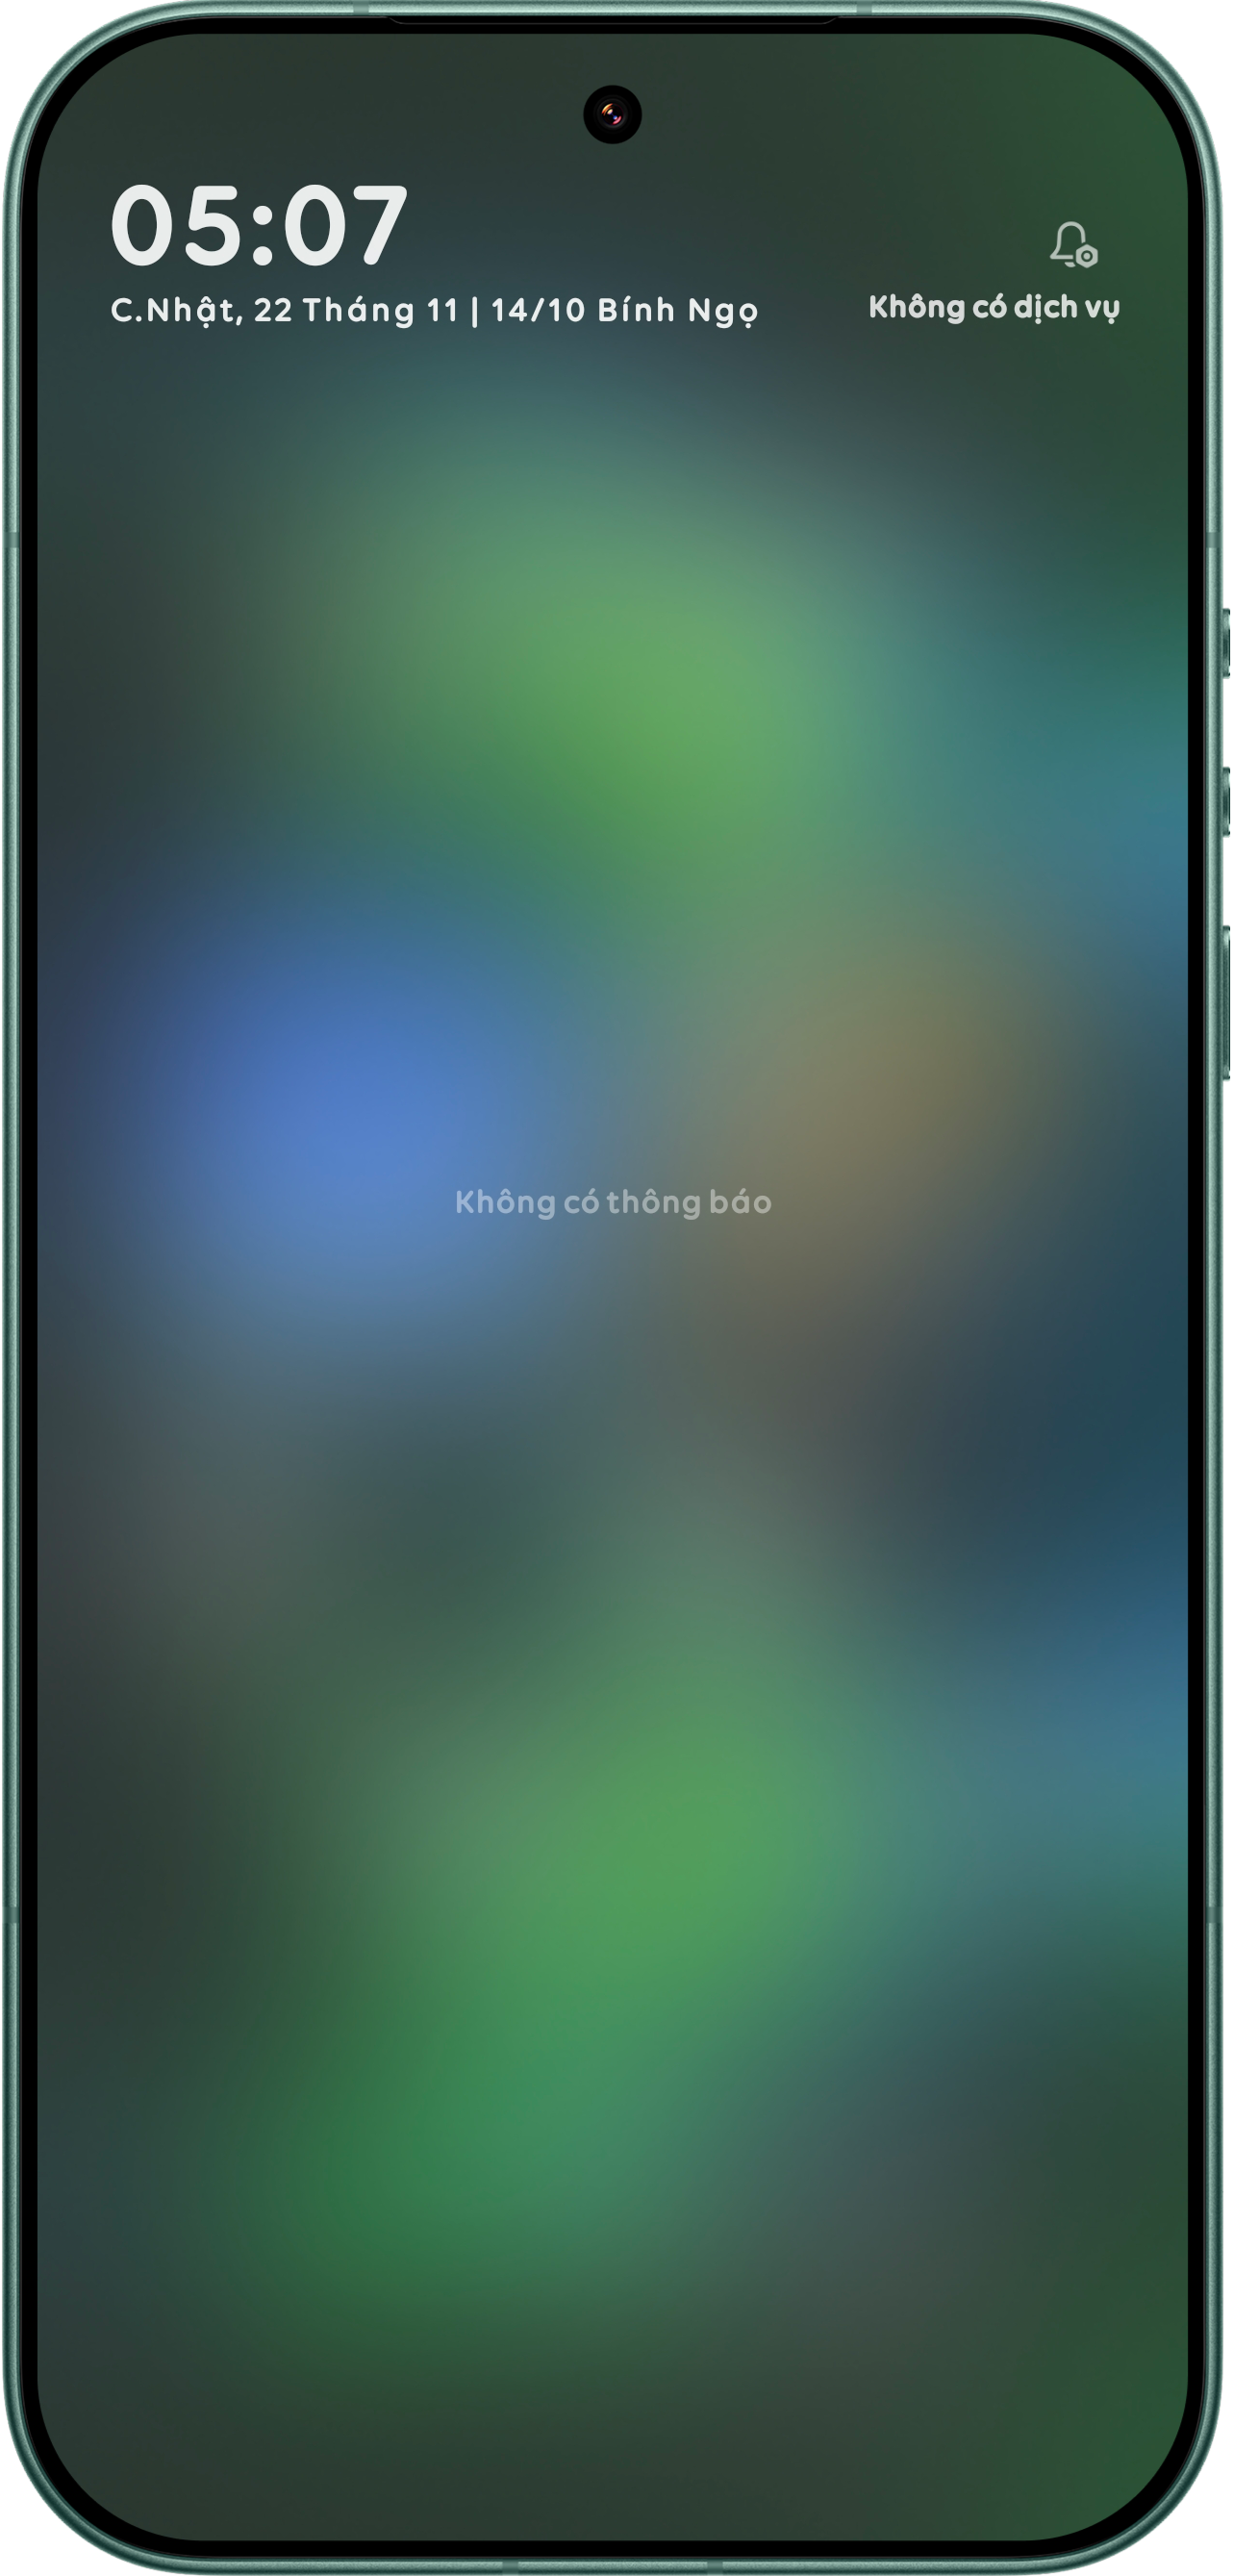 05:07
C.Nhật, 22 Tháng 11 | 14/10 Bính Ngọ
Không có dịch vụ
Không có thông báo